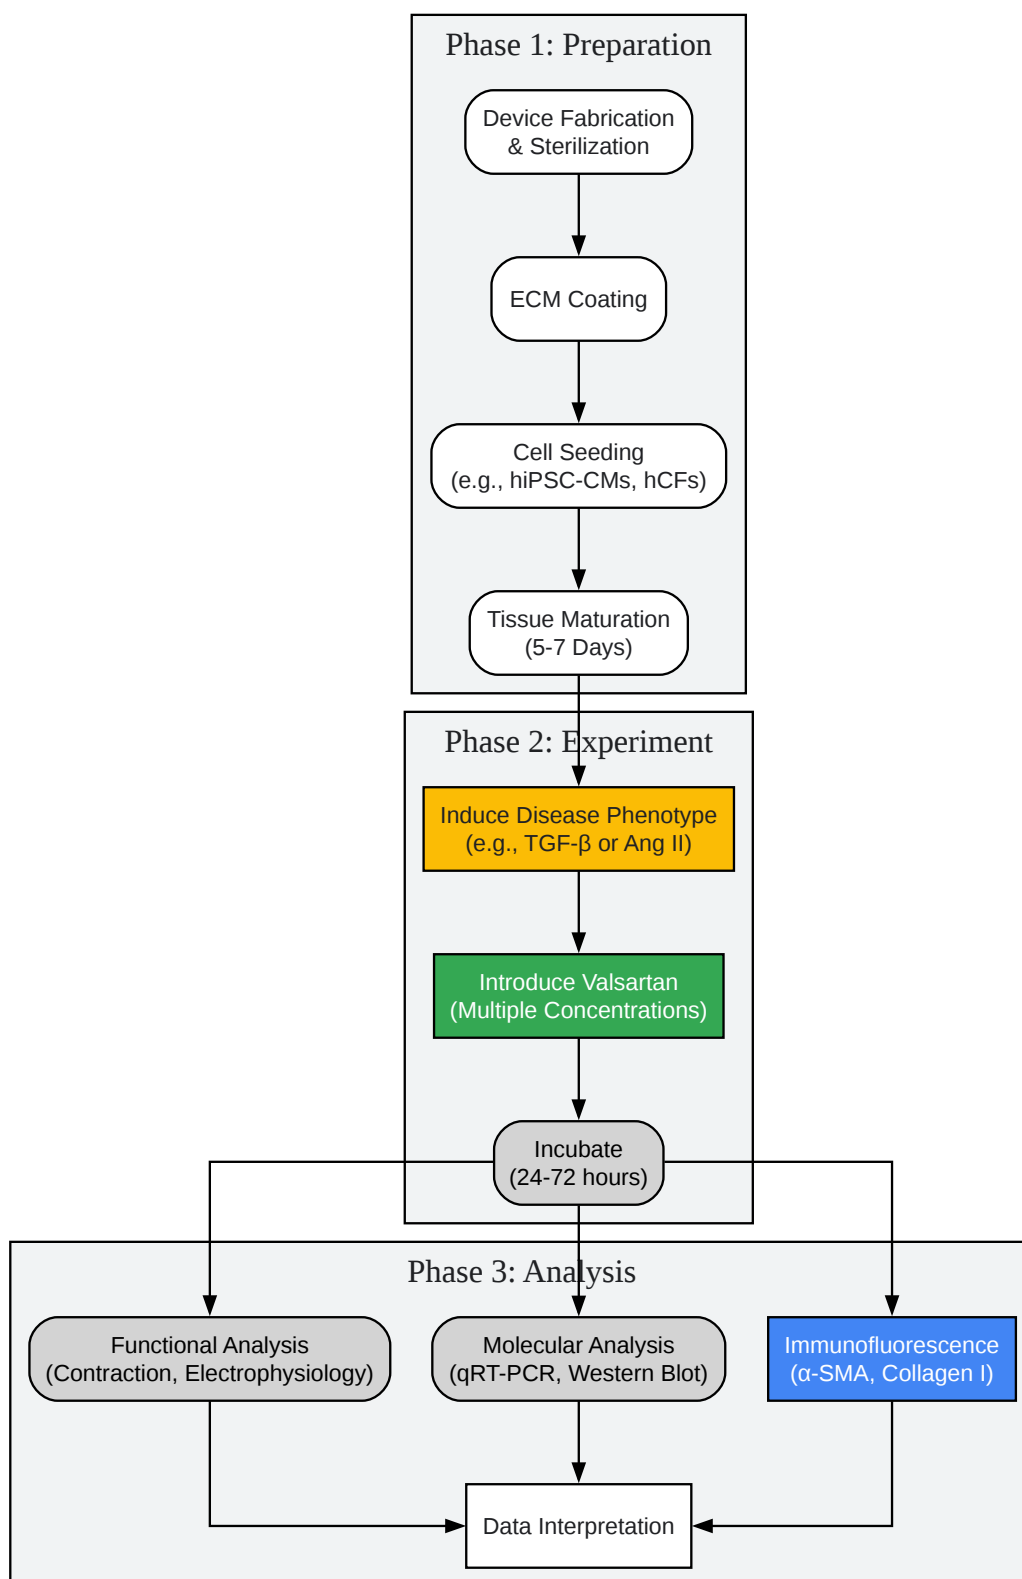 Phase 1: Preparation
Device Fabrication
& Sterilization
ECM Coating
Cell Seeding
(e.g., hiPSC-CMs, hCFs)
Tissue Maturation
(5-7 Days)
Phase 2: Experiment
Induce Disease Phenotype
(e.g., TGF-β or Ang II)
Introduce Valsartan
(Multiple Concentrations)
Incubate
(24-72 hours)
Phase 3: Analysis
Functional Analysis
(Contraction, Electrophysiology)
Molecular Analysis
(qRT-PCR, Western Blot)
Immunofluorescence
(α-SMA, Collagen I)
Data Interpretation